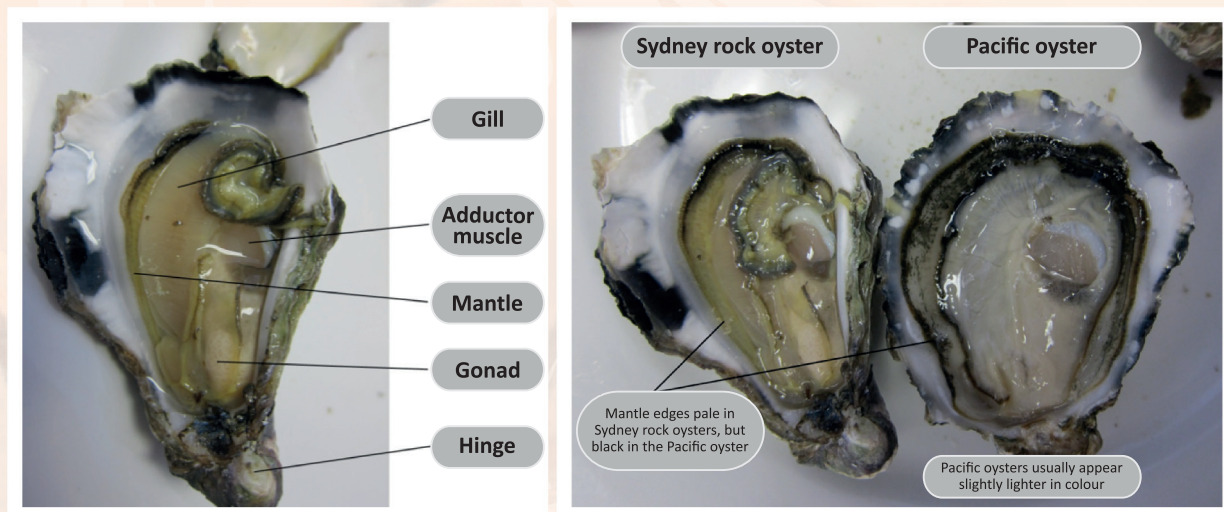 Gill
Adductor
muscle
Mantle
Gonad
Hinge
Sydney rock oyster
Pacific oyster
Mantle edges pale in
Sydney rock oysters, but
black in the Pacific oyster
Pacific oysters usually appear
slightly lighter in colour